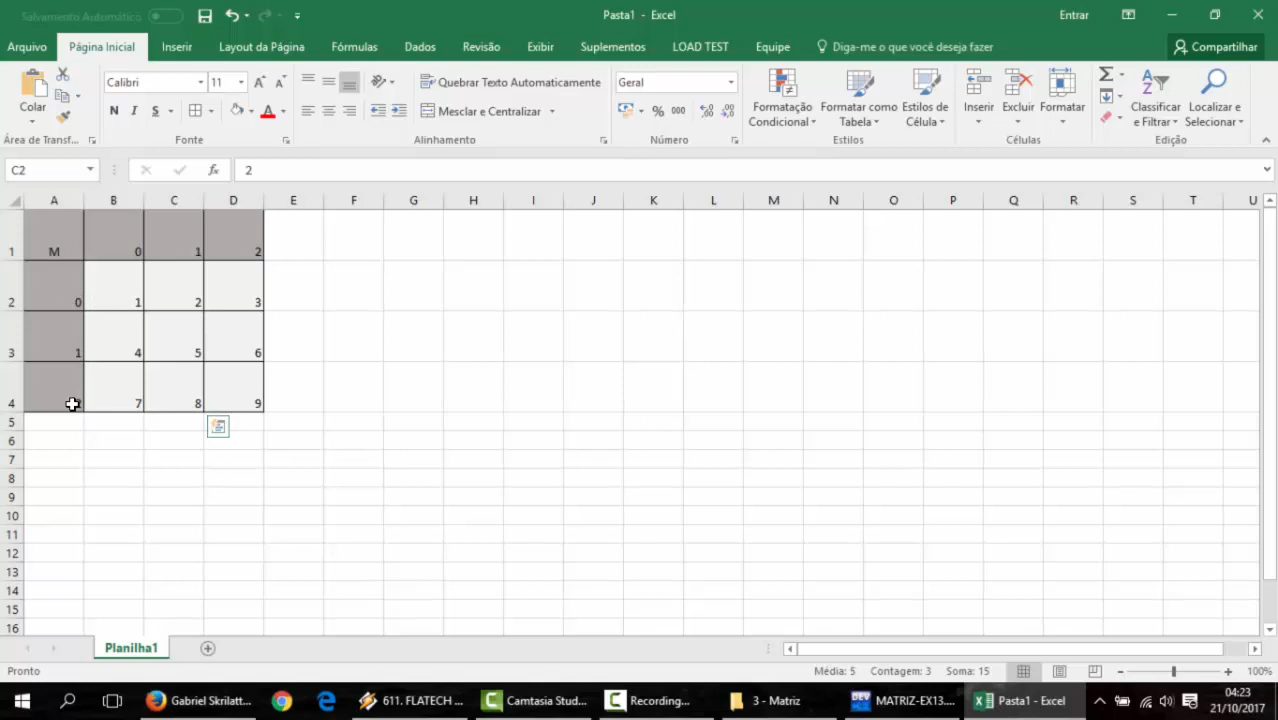 Salvamento Automático
Pasta1 - Excel
Entrar
Arquivo Página Inicial Inserir Layout da Página Fórmulas Dados Revisão Exibir Suplementos LOAD TEST Equipe Diga-me o que você deseja fazer Compartilhar
Colar
Calibri 11
Quebrar Texto Automaticamente
Geral
N I S A
Mesclar e Centralizar
% 000
Formatação Condicional
Formatar como Tabela
Estilos de Célula
Inserir Excluir Formatar
Classificar e Filtrar
Localizar e Selecionar
Área de Transf... Fonte Alinhamento Número Estilos Células Edição
C2 fx 2
A B C D E F G H I J K L M N O P Q R S T U
1 M 0 1 2
2 0 1 2 3
3 1 4 5 6
4 7 8 9
5
6
7
8
9
10
11
12
13
14
15
16
Planilha1
Pronto Média: 5 Contagem: 3 Soma: 15 100%
Gabriel Skrilatt... 611. FLATECH ... Camtasia Stud... Recording... 3 - Matriz MATRIZ-EX13.... Pasta1 - Excel
04:23
21/10/2017